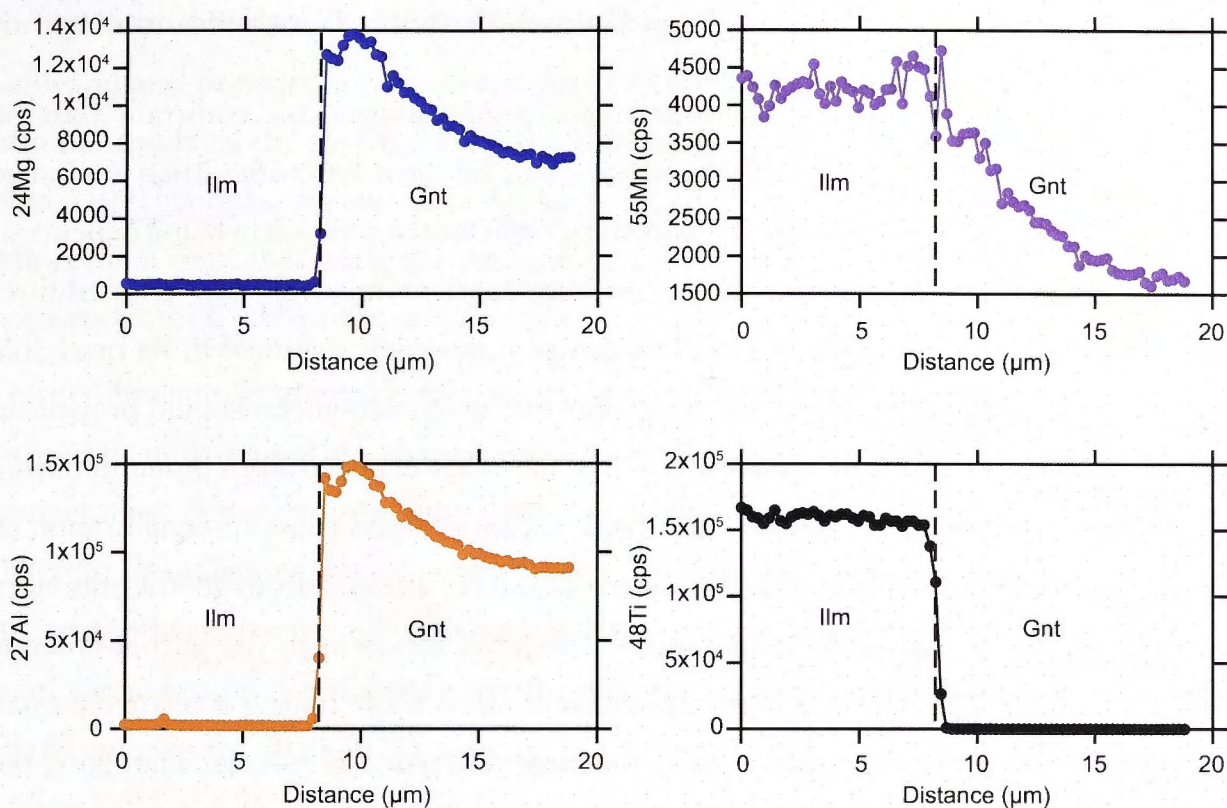 24Mg (cps)
1.4x10⁴
1.2x10⁴
1x10⁴
8000
6000
4000
2000
0
Ilm
Gnt
0
5
10
15
20
Distance (µm)
55Mn (cps)
5000
4500
4000
3500
3000
2500
2000
1500
Ilm
Gnt
0
5
10
15
20
Distance (µm)
27Al (cps)
1.5x10⁵
1x10⁵
5x10⁴
0
Ilm
Gnt
0
5
10
15
20
Distance (µm)
48Ti (cps)
2x10⁵
1.5x10⁵
1x10⁵
5x10⁴
0
Ilm
Gnt
0
5
10
15
20
Distance (µm)